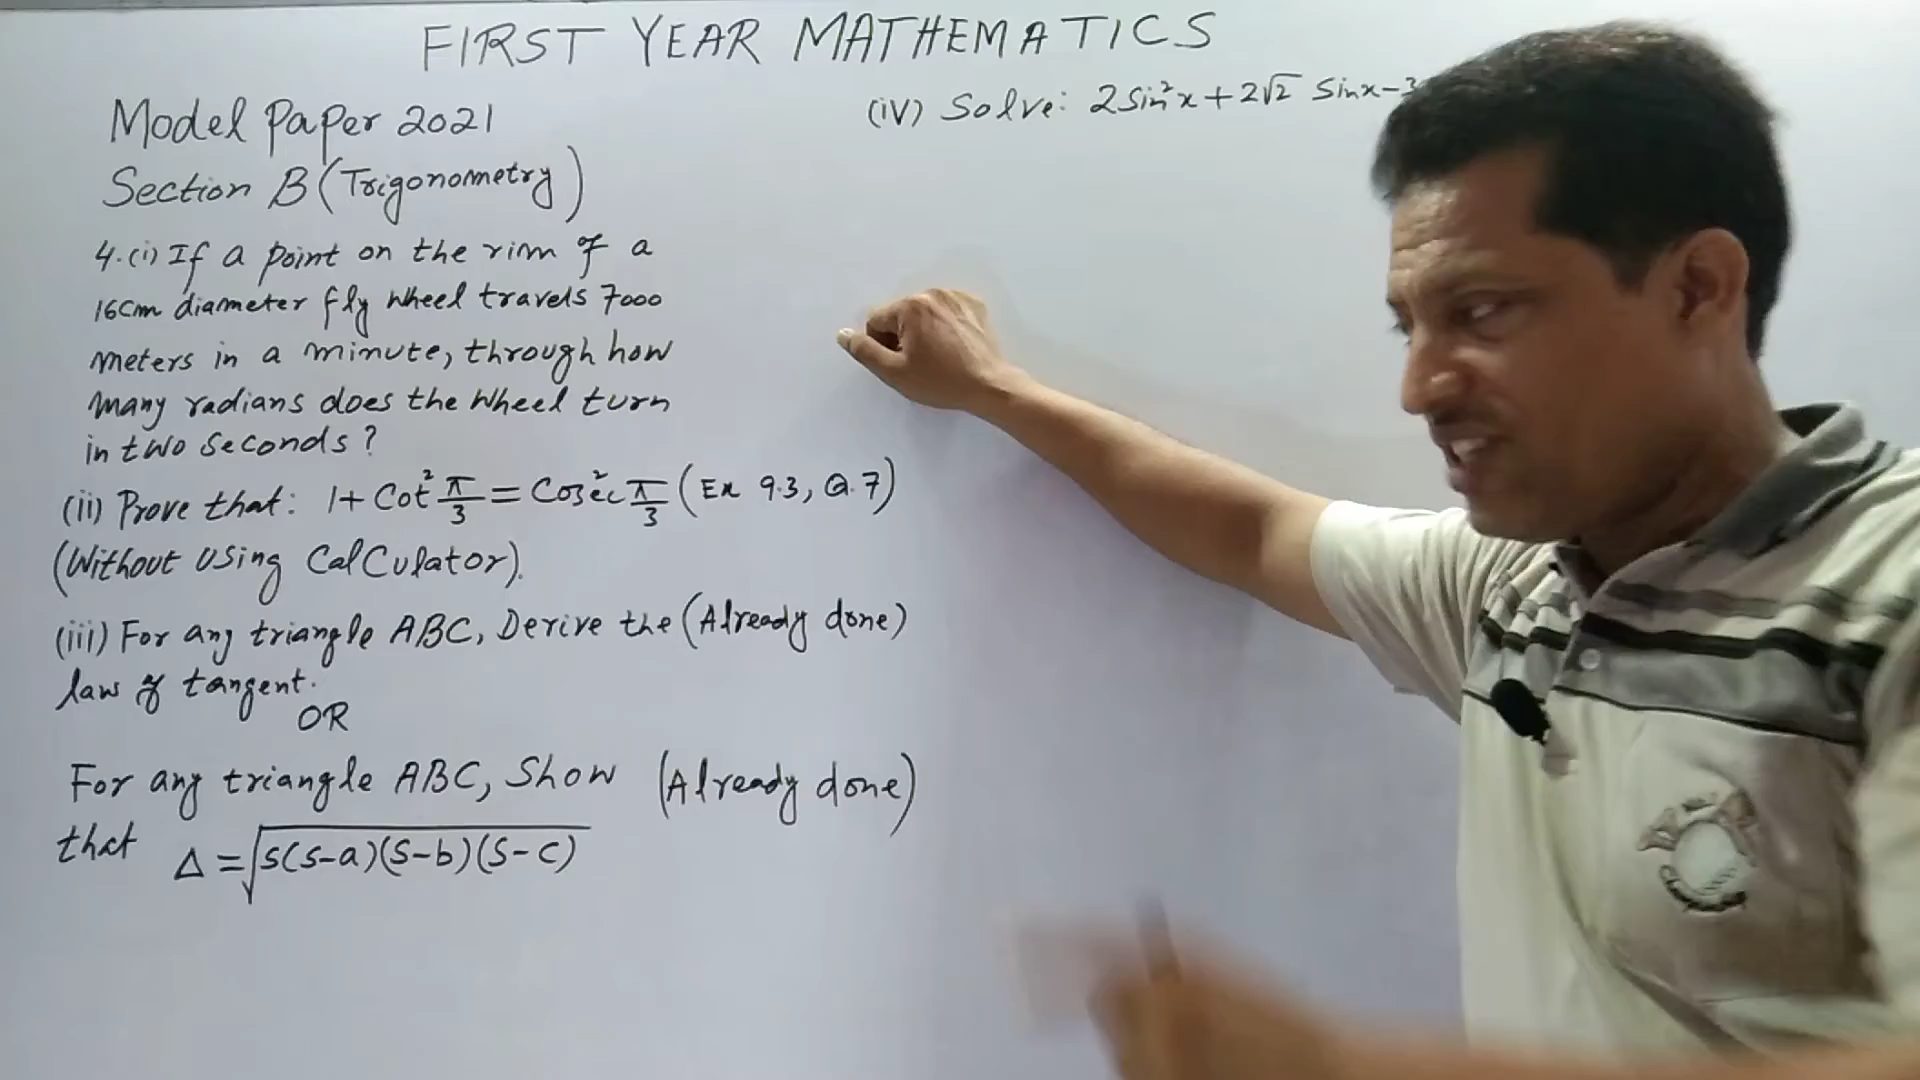 FIRST YEAR MATHEMATICS
Model Paper 2021
Section B (Trigonometry)
4.(i) If a point on the rim of a
16cm diameter fly wheel travels 7000
meters in a minute, through how
many radians does the wheel turn
in two seconds?
(ii) Prove that: 1 + Cot² π/3 = Cosec² π/3 (Ex 9.3, Q.7)
(Without Using CalCulator).
(iii) For any triangle ABC, Derive the (Already done)
law of tangent.
OR
For any triangle ABC, Show (Already done)
that Δ = √s(s-a)(s-b)(s-c)
(iv) Solve: 2Sin²x + 2√2 Sinx - 3